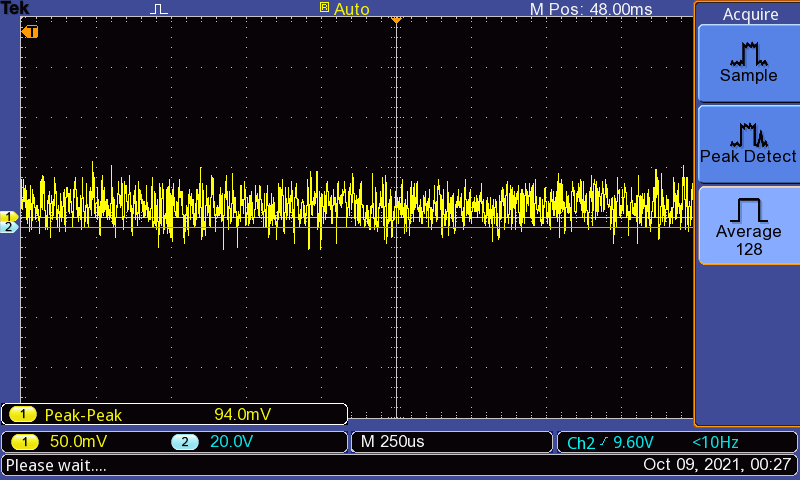 Tek
R Auto
M Pos: 48.00ms
Acquire
T
Sample
Peak Detect
1
2
Average
128
1 Peak-Peak 94.0mV
1 50.0mV
2 20.0V
M 250us
Ch2 9.60V <10Hz
Please wait....
Oct 09, 2021, 00:27